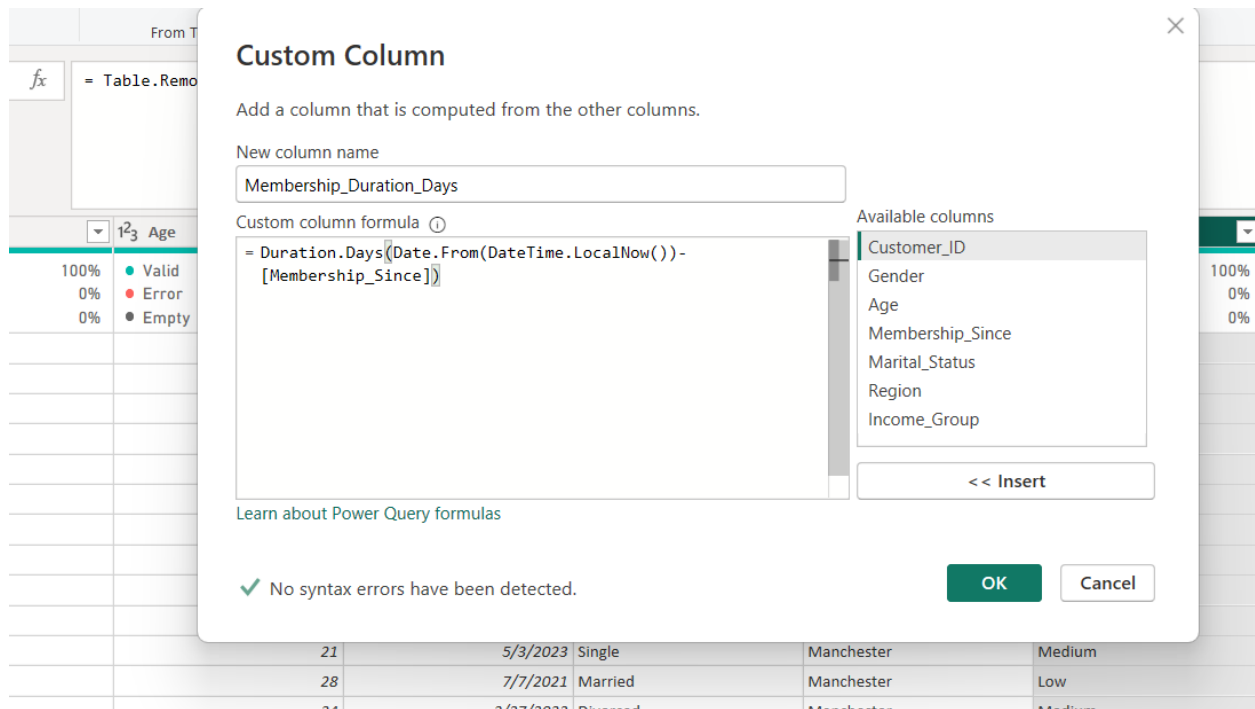 From T
fx
= Table.Remo
Custom Column
Add a column that is computed from the other columns.
New column name
Membership_Duration_Days
Custom column formula
= Duration.Days(Date.From(DateTime.LocalNow())-
[Membership_Since])
Available columns
Customer_ID
Gender
Age
Membership_Since
Marital_Status
Region
Income_Group
<< Insert
Learn about Power Query formulas
No syntax errors have been detected.
OK
Cancel
1²3 Age
100% Valid 100%
0% Error 0%
0% Empty 0%
21 5/3/2023 Single Manchester Medium
28 7/7/2021 Married Manchester Low